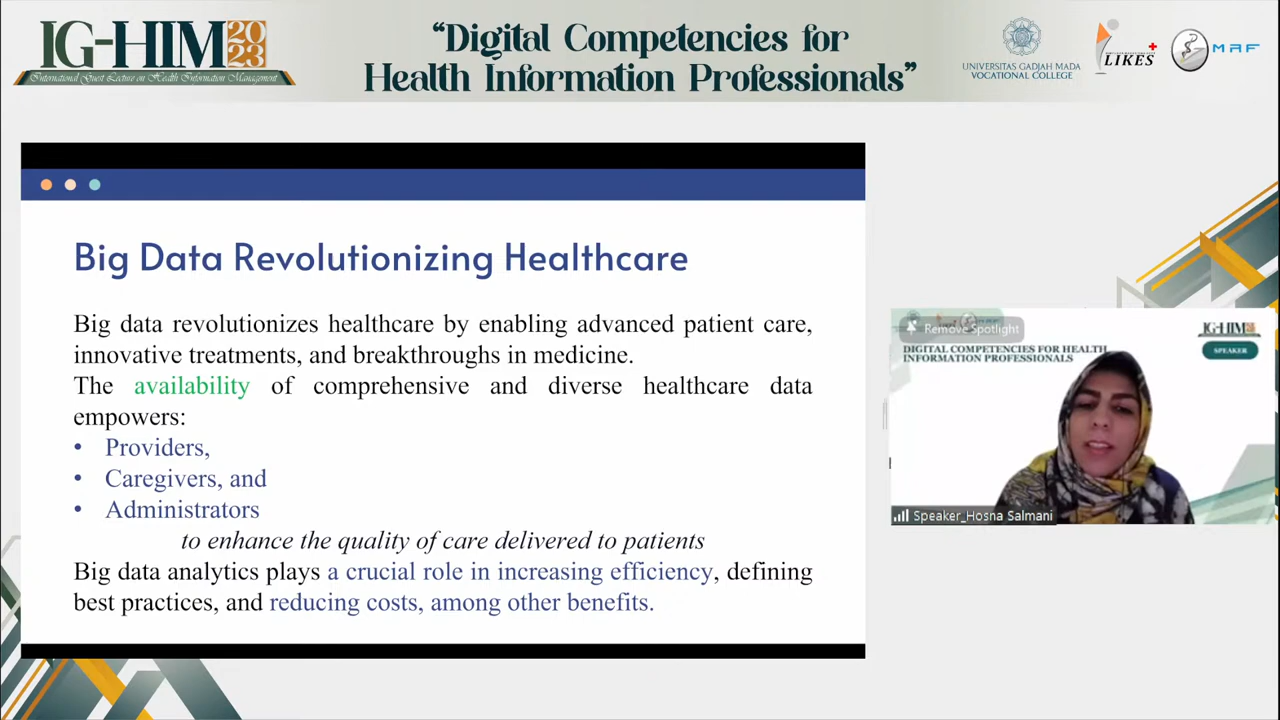 IG-HIM 2023
International Guest Lecture on Health Information Management
“Digital Competencies for
Health Information Professionals”
UNIVERSITAS GADJAH MADA
VOCATIONAL COLLEGE
LIKES
MAF
Big Data Revolutionizing Healthcare
Big data revolutionizes healthcare by enabling advanced patient care,
innovative treatments, and breakthroughs in medicine.
The availability of comprehensive and diverse healthcare data
empowers:
• Providers,
• Caregivers, and
• Administrators
to enhance the quality of care delivered to patients
Big data analytics plays a crucial role in increasing efficiency, defining
best practices, and reducing costs, among other benefits.
Remove Spotlight
IG-HIM
DIGITAL COMPETENCIES FOR HEALTH
INFORMATION PROFESSIONALS
SPEAKER
Speaker_Hosna Salmani